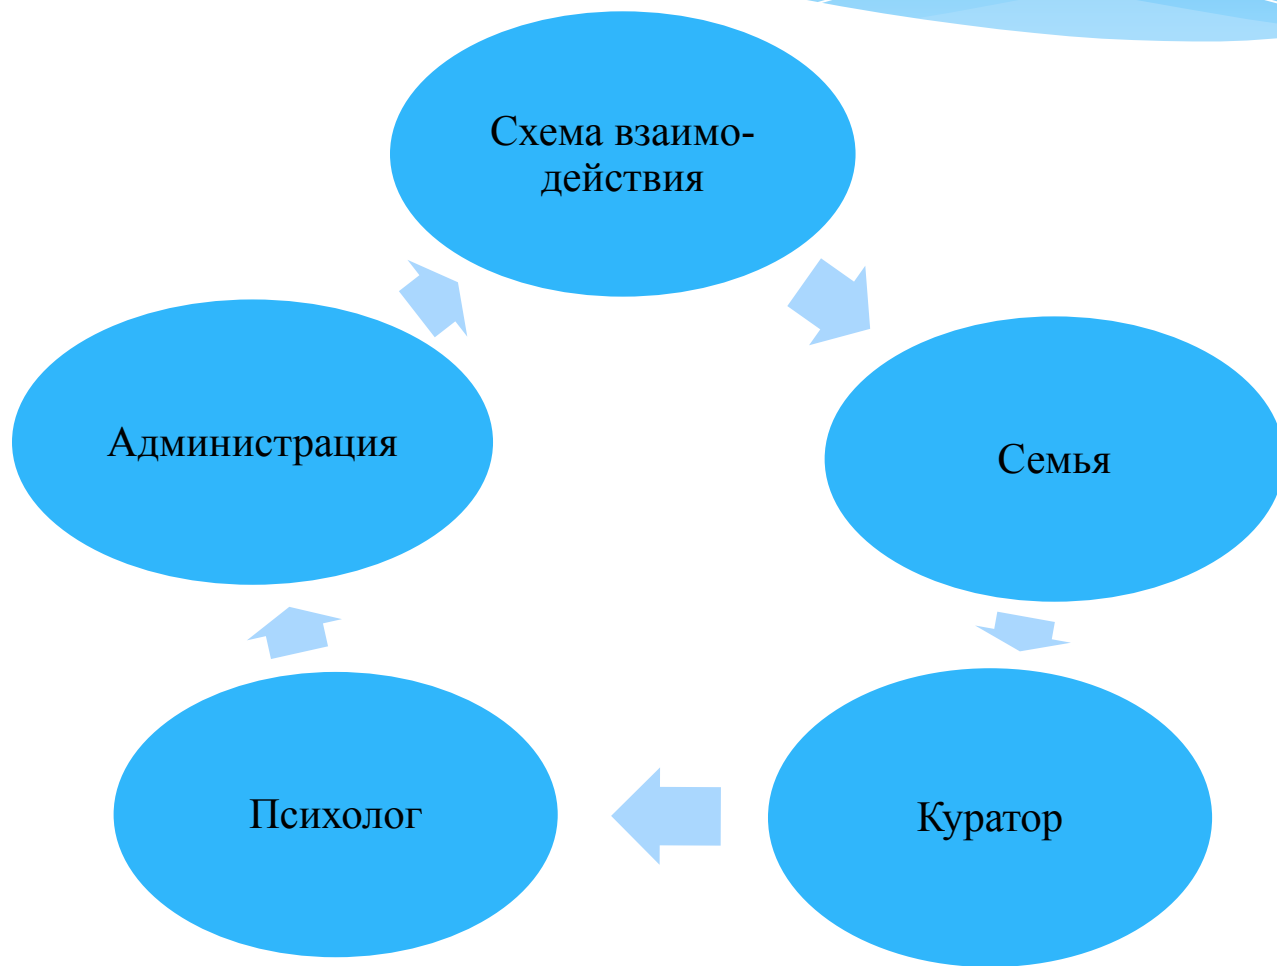 Схема взаимо-
действия
Администрация
Семья
Психолог
Куратор